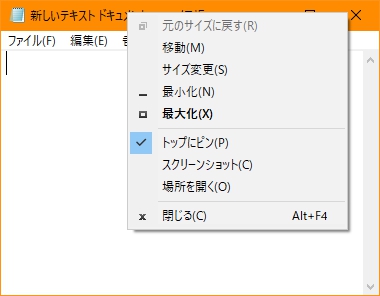 新しいテキスト ドキュメント
ファイル(F) 編集(E)
元のサイズに戻す(R)
移動(M)
サイズ変更(S)
最小化(N)
最大化(X)
トップにピン(P)
スクリーンショット(C)
場所を開く(O)
閉じる(C) Alt+F4